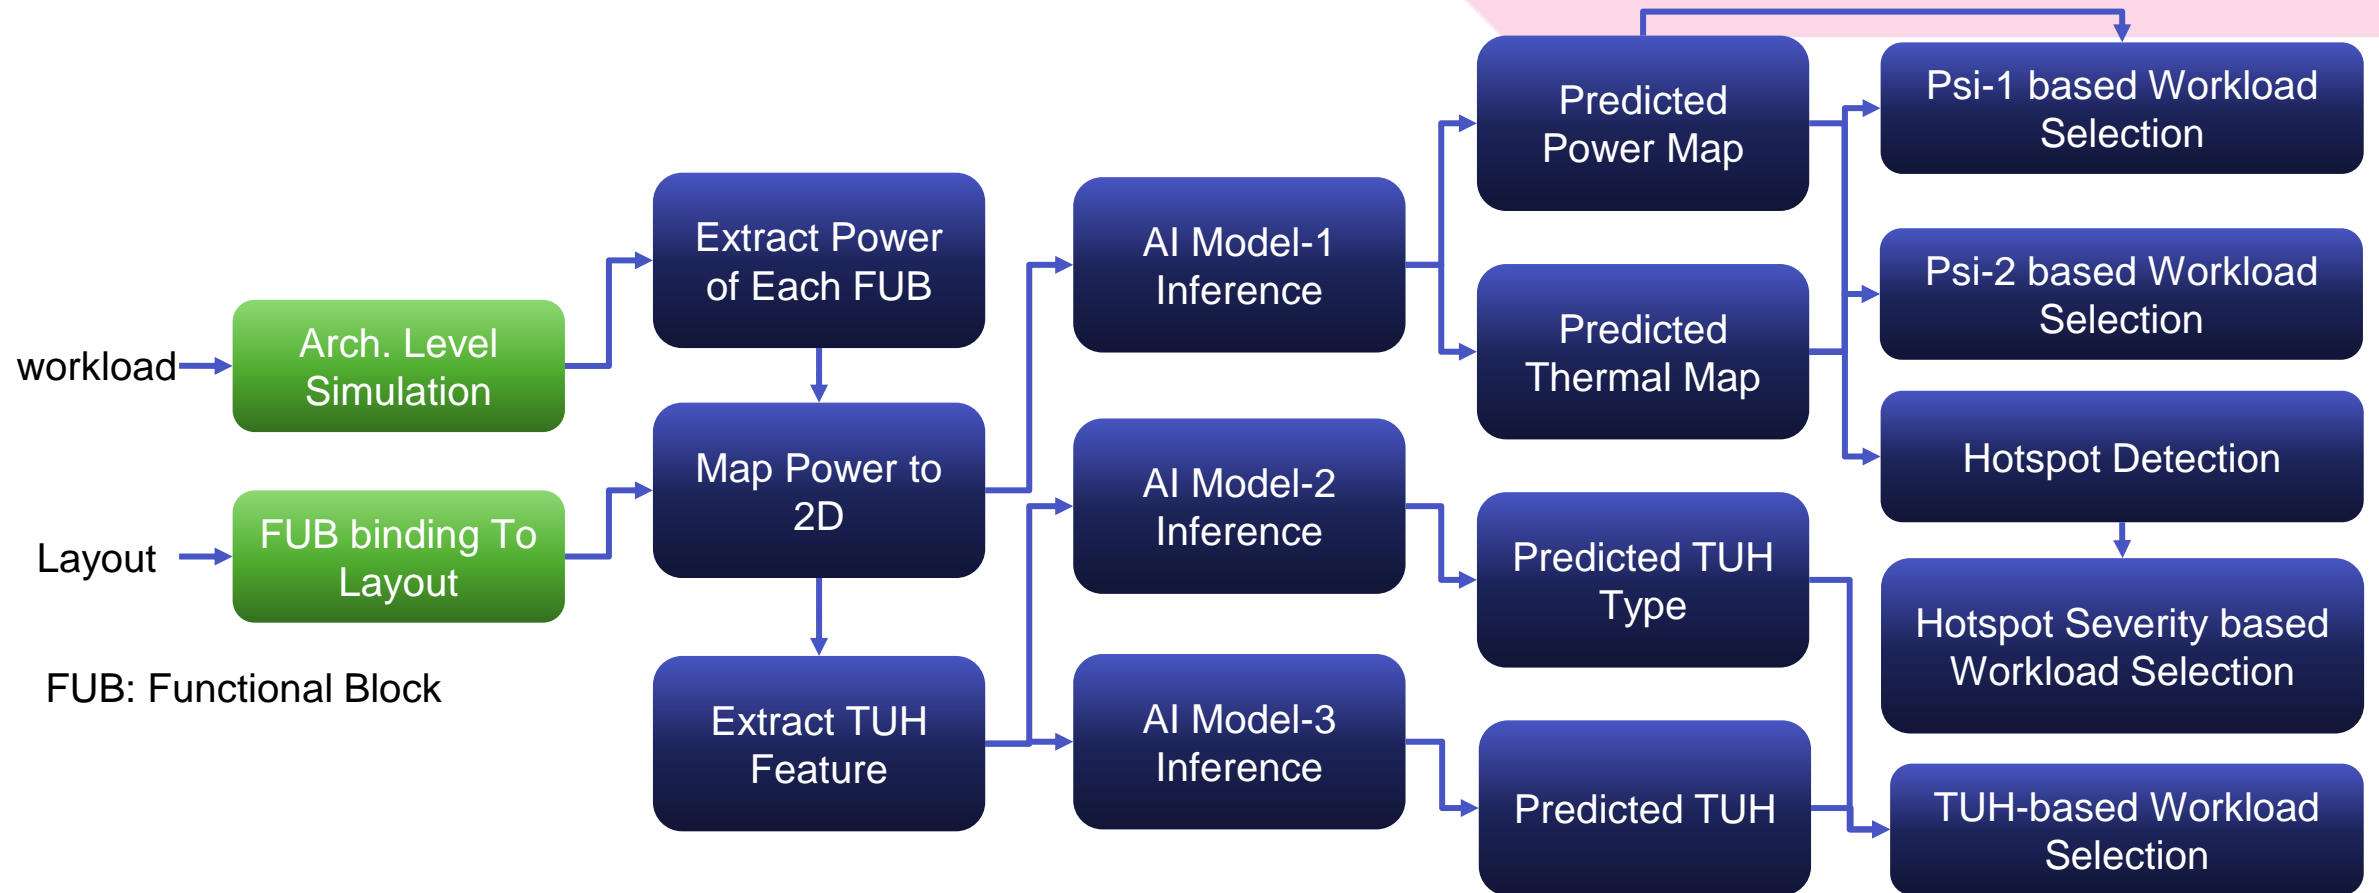 workload
Arch. Level
Simulation
Layout
FUB binding To
Layout
FUB: Functional Block
Extract Power
of Each FUB
Map Power to
2D
Extract TUH
Feature
AI Model-1
Inference
AI Model-2
Inference
AI Model-3
Inference
Predicted
Power Map
Predicted
Thermal Map
Predicted TUH
Type
Predicted TUH
Psi-1 based Workload
Selection
Psi-2 based Workload
Selection
Hotspot Detection
Hotspot Severity based
Workload Selection
TUH-based Workload
Selection